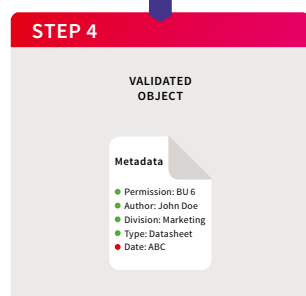 STEP 4
VALIDATED
OBJECT
Metadata
Permission: BU 6
Author: John Doe
Division: Marketing
Type: Datasheet
Date: ABC